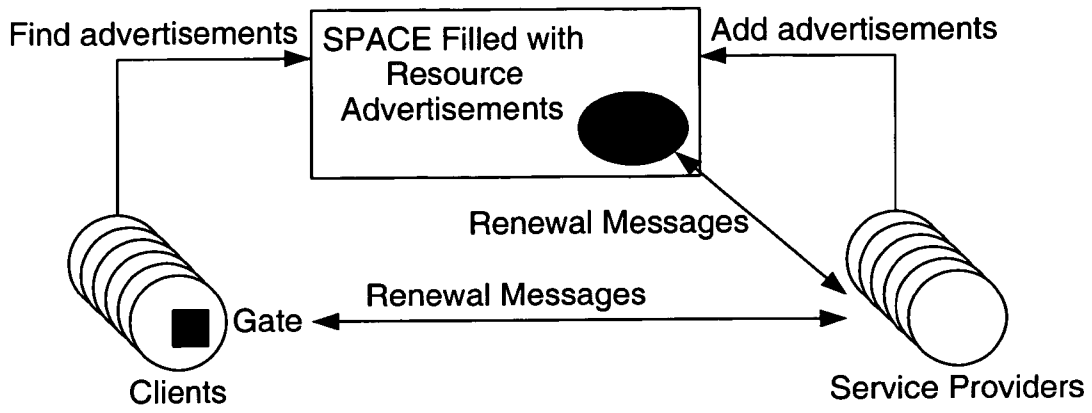 Find advertisements
SPACE Filled with
Resource
Advertisements
Add advertisements
Renewal Messages
Renewal Messages
Gate
Clients
Service Providers